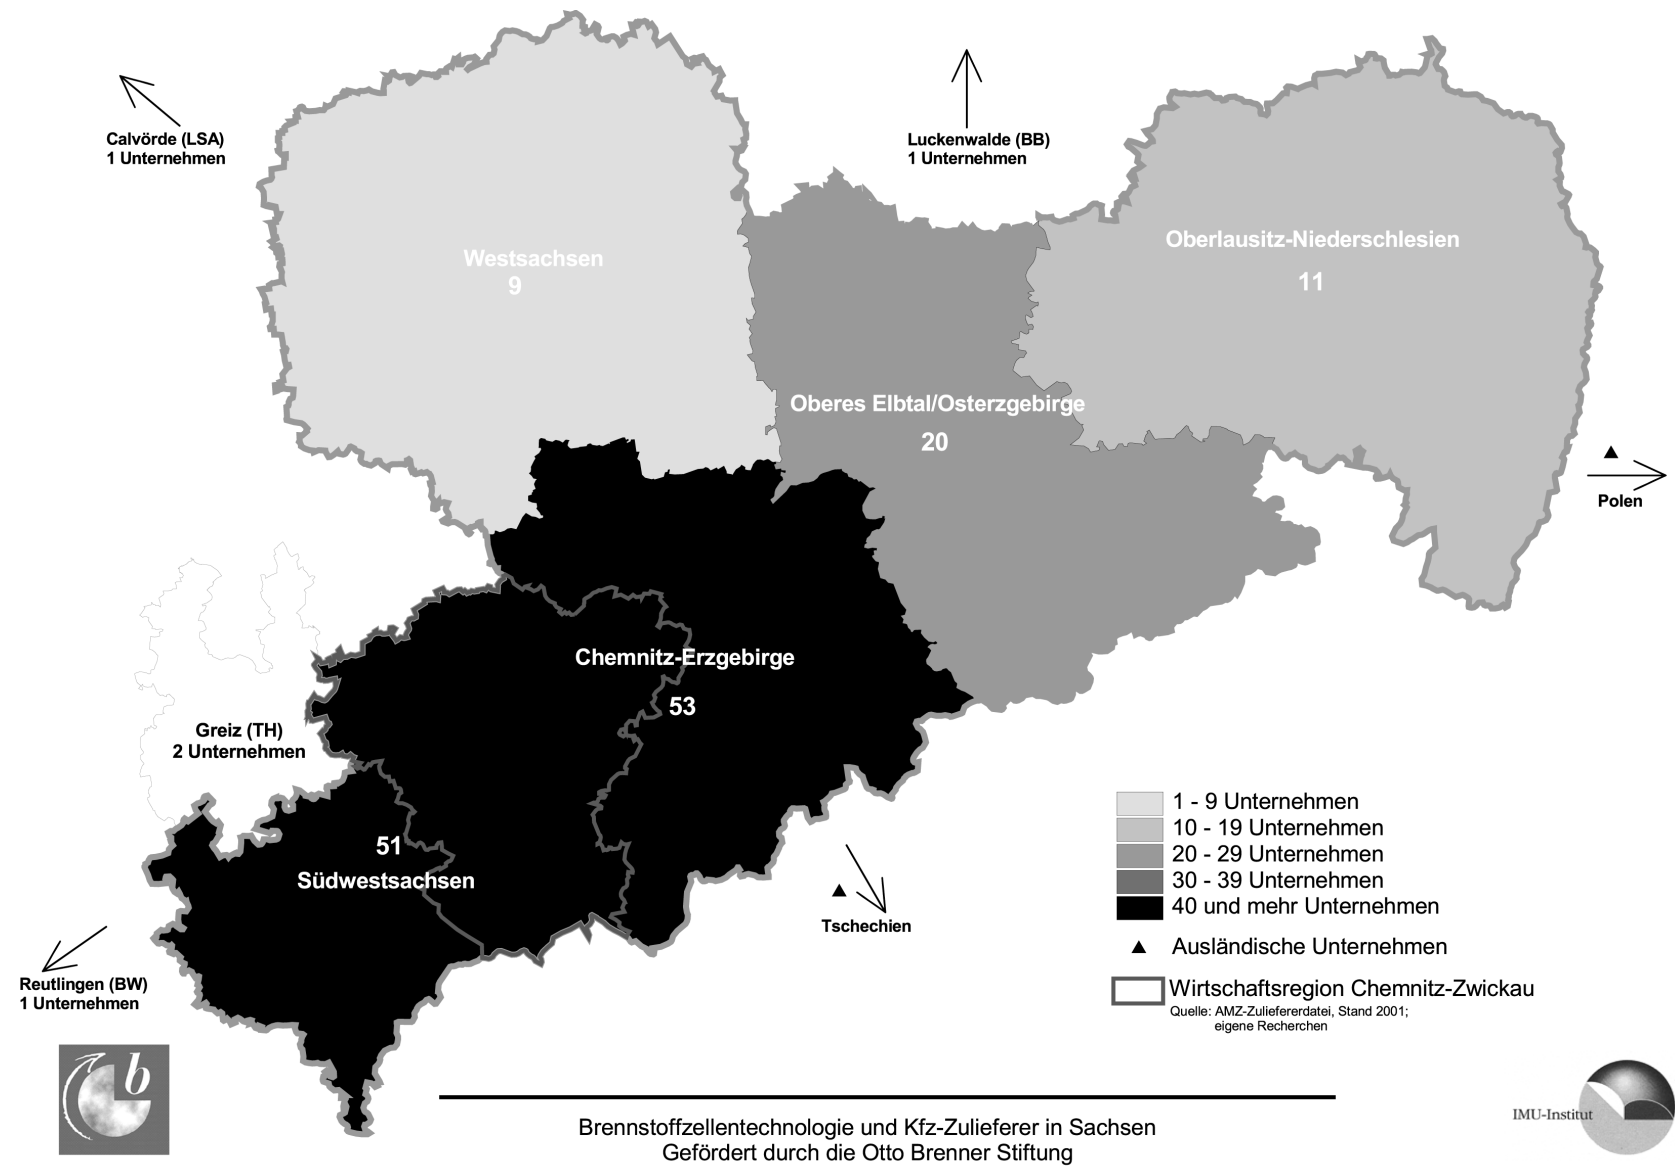 Calvörde (LSA)
1 Unternehmen
Luckenwalde (BB)
1 Unternehmen
Westsachsen
9
Oberlausitz-Niederschlesien
11
Oberes Elbtal/Osterzgebirge
20
Polen
Chemnitz-Erzgebirge
53
Greiz (TH)
2 Unternehmen
51
Südwestsachsen
Tschechien
Reutlingen (BW)
1 Unternehmen
1 - 9 Unternehmen
10 - 19 Unternehmen
20 - 29 Unternehmen
30 - 39 Unternehmen
40 und mehr Unternehmen
Ausländische Unternehmen
Wirtschaftsregion Chemnitz-Zwickau
Quelle: AMZ-Zuliefererdatei, Stand 2001;
eigene Recherchen
b
IMU-Institut
Brennstoffzellentechnologie und Kfz-Zulieferer in Sachsen
Gefördert durch die Otto Brenner Stiftung